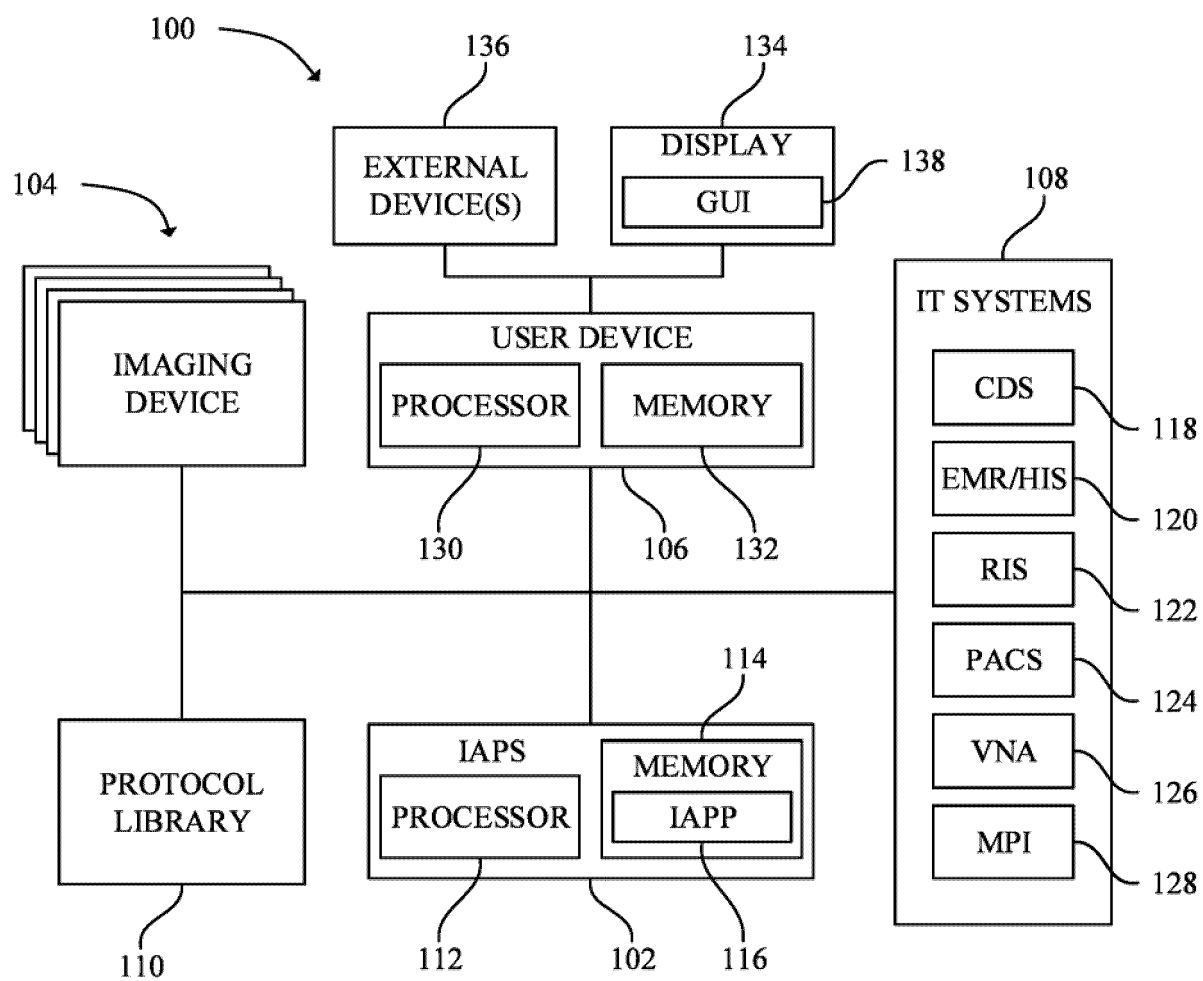 100
136
134
EXTERNAL
DEVICE(S)
DISPLAY
GUI
138
104
108
IMAGING
DEVICE
USER DEVICE
PROCESSOR
MEMORY
130
106
132
IT SYSTEMS
CDS
118
EMR/HIS
120
RIS
122
PACS
124
VNA
126
MPI
128
PROTOCOL
LIBRARY
110
114
IAPS
MEMORY
PROCESSOR
IAPP
112
102
116